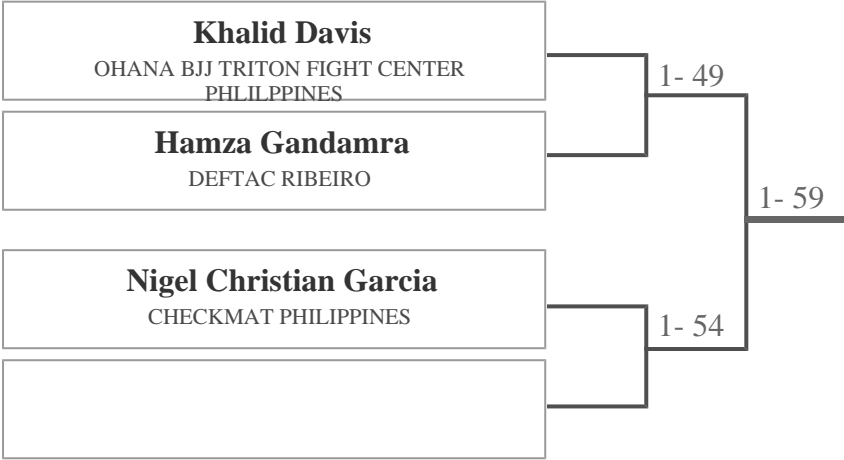 Khalid Davis
OHANA BJJ TRITON FIGHT CENTER
PHLILPPINES
1- 49
Hamza Gandamra
DEFTAC RIBEIRO
1- 59
Nigel Christian Garcia
CHECKMAT PHILIPPINES
1- 54